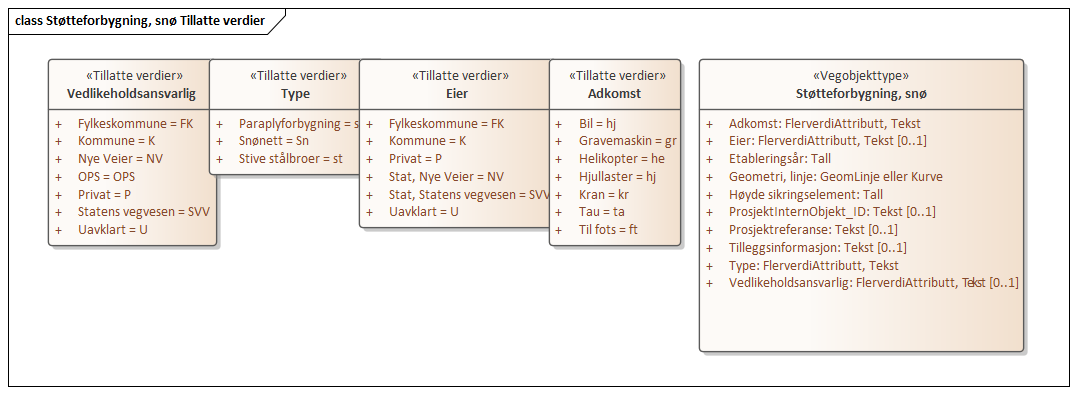 class Støtteforbygning, snø Tillatte verdier
«Tillatte verdier»
Vedlikeholdsansvarlig
+ Fylkeskommune = FK
+ Kommune = K
+ Nye Veier = NV
+ OPS = OPS
+ Privat = P
+ Statens vegvesen = SVV
+ Uavklart = U
«Tillatte verdier»
Type
+ Paraplyforbygning = s
+ Snønett = Sn
+ Stive stålbroer = st
«Tillatte verdier»
Eier
+ Fylkeskommune = FK
+ Kommune = K
+ Privat = P
+ Stat, Nye Veier = NV
+ Stat, Statens vegvesen = SVV
+ Uavklart = U
«Tillatte verdier»
Adkomst
+ Bil = hj
+ Gravemaskin = gr
+ Helikopter = he
+ Hjullaster = hj
+ Kran = kr
+ Tau = ta
+ Til fots = ft
«Vegobjekttype»
Støtteforbygning, snø
+ Adkomst: FlerverdiAttributt, Tekst
+ Eier: FlerverdiAttributt, Tekst [0..1]
+ Etableringsår: Tall
+ Geometri, linje: GeomLinje eller Kurve
+ Høyde sikringselement: Tall
+ ProsjektInternObjekt_ID: Tekst [0..1]
+ Prosjektreferanse: Tekst [0..1]
+ Tilleggsinformasjon: Tekst [0..1]
+ Type: FlerverdiAttributt, Tekst
+ Vedlikeholdsansvarlig: FlerverdiAttributt, Tekst [0..1]